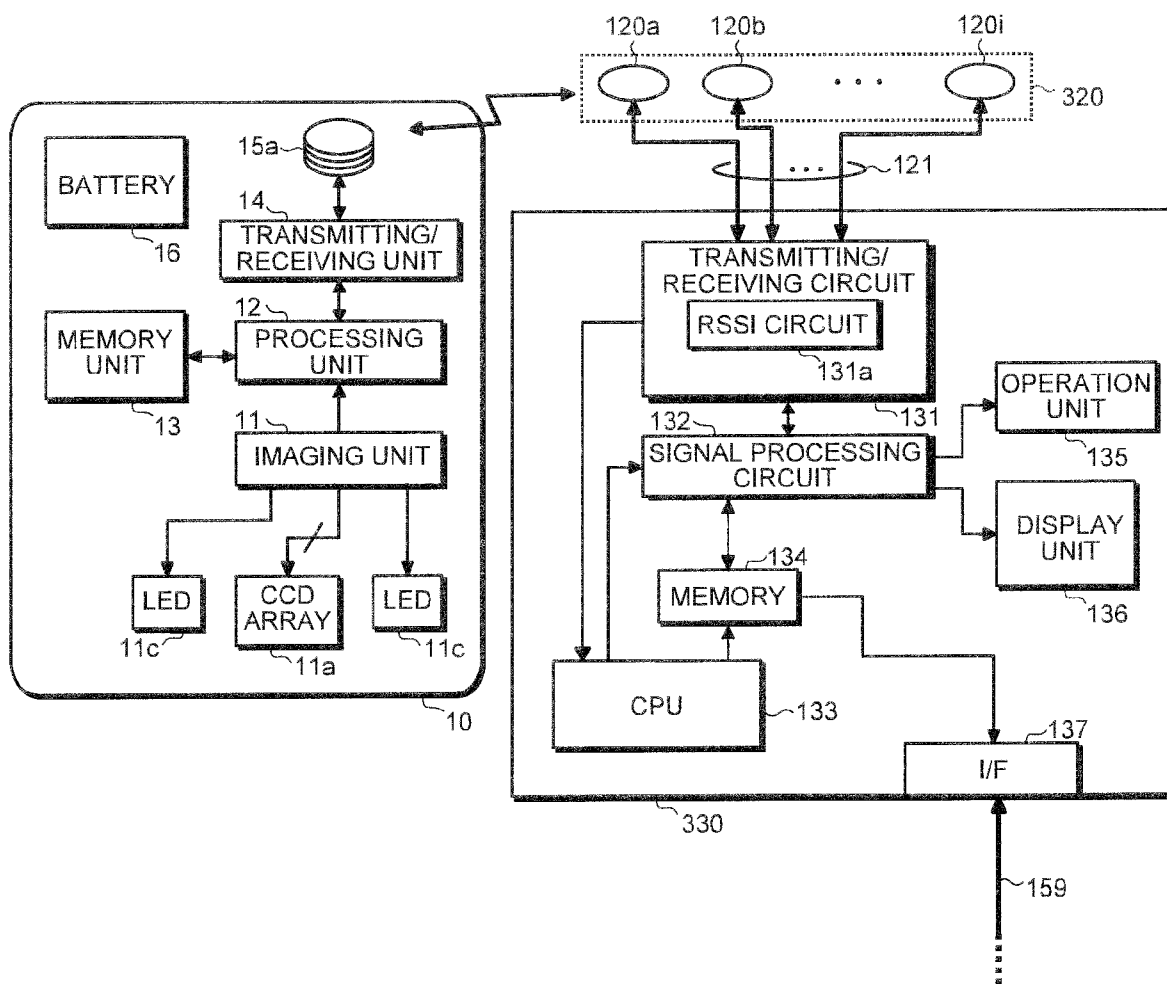 120a
120b
120i
• • •
320
15a
BATTERY
16
14
TRANSMITTING/
RECEIVING UNIT
• • •
121
12
PROCESSING
UNIT
MEMORY
UNIT
13
TRANSMITTING/
RECEIVING CIRCUIT
RSSI CIRCUIT
131a
131
OPERATION
UNIT
135
11
IMAGING UNIT
132
SIGNAL PROCESSING
CIRCUIT
DISPLAY
UNIT
136
134
MEMORY
LED
11c
CCD
ARRAY
11a
LED
11c
10
CPU
133
137
I/F
330
159